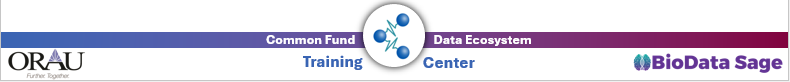 Common Fund Data Ecosystem
Training Center
ORAU
Further. Together.
BioData Sage